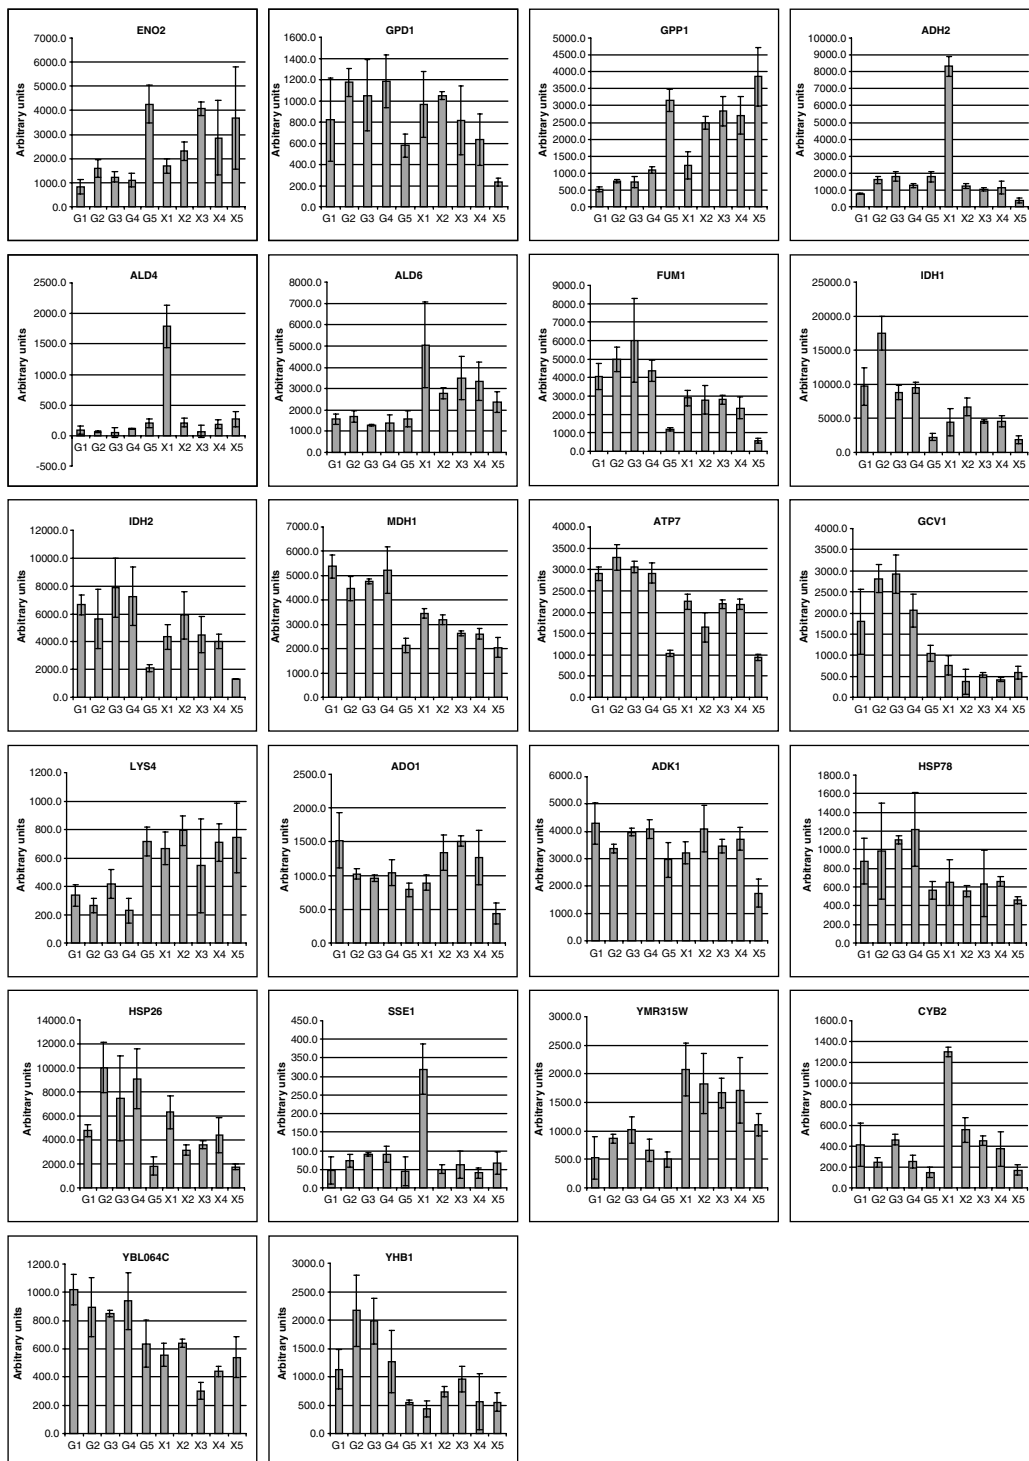 ENO2
Arbitrary units
7000.0
6000.0
5000.0
4000.0
3000.0
2000.0
1000.0
0.0
G1 G2 G3 G4 G5 X1 X2 X3 X4 X5
GPD1
Arbitrary units
1600.0
1400.0
1200.0
1000.0
800.0
600.0
400.0
200.0
0.0
G1 G2 G3 G4 G5 X1 X2 X3 X4 X5
GPP1
Arbitrary units
5000.0
4500.0
4000.0
3500.0
3000.0
2500.0
2000.0
1500.0
1000.0
500.0
0.0
G1 G2 G3 G4 G5 X1 X2 X3 X4 X5
ADH2
Arbitrary units
10000.0
9000.0
8000.0
7000.0
6000.0
5000.0
4000.0
3000.0
2000.0
1000.0
0.0
G1 G2 G3 G4 G5 X1 X2 X3 X4 X5
ALD4
Arbitrary units
2500.0
2000.0
1500.0
1000.0
500.0
0.0
-500.0
G1 G2 G3 G4 G5 X1 X2 X3 X4 X5
ALD6
Arbitrary units
8000.0
7000.0
6000.0
5000.0
4000.0
3000.0
2000.0
1000.0
0.0
G1 G2 G3 G4 G5 X1 X2 X3 X4 X5
FUM1
Arbitrary units
9000.0
8000.0
7000.0
6000.0
5000.0
4000.0
3000.0
2000.0
1000.0
0.0
G1 G2 G3 G4 G5 X1 X2 X3 X4 X5
IDH1
Arbitrary units
25000.0
20000.0
15000.0
10000.0
5000.0
0.0
G1 G2 G3 G4 G5 X1 X2 X3 X4 X5
IDH2
Arbitrary units
12000.0
10000.0
8000.0
6000.0
4000.0
2000.0
0.0
G1 G2 G3 G4 G5 X1 X2 X3 X4 X5
MDH1
Arbitrary units
7000.0
6000.0
5000.0
4000.0
3000.0
2000.0
1000.0
0.0
G1 G2 G3 G4 G5 X1 X2 X3 X4 X5
ATP7
Arbitrary units
4000.0
3500.0
3000.0
2500.0
2000.0
1500.0
1000.0
500.0
0.0
G1 G2 G3 G4 G5 X1 X2 X3 X4 X5
GCV1
Arbitrary units
4000.0
3500.0
3000.0
2500.0
2000.0
1500.0
1000.0
500.0
0.0
G1 G2 G3 G4 G5 X1 X2 X3 X4 X5
LYS4
Arbitrary units
1200.0
1000.0
800.0
600.0
400.0
200.0
0.0
G1 G2 G3 G4 G5 X1 X2 X3 X4 X5
ADO1
Arbitrary units
2500.0
2000.0
1500.0
1000.0
500.0
0.0
G1 G2 G3 G4 G5 X1 X2 X3 X4 X5
ADK1
Arbitrary units
6000.0
5000.0
4000.0
3000.0
2000.0
1000.0
0.0
G1 G2 G3 G4 G5 X1 X2 X3 X4 X5
HSP78
Arbitrary units
1800.0
1600.0
1400.0
1200.0
1000.0
800.0
600.0
400.0
200.0
0.0
G1 G2 G3 G4 G5 X1 X2 X3 X4 X5
HSP26
Arbitrary units
14000.0
12000.0
10000.0
8000.0
6000.0
4000.0
2000.0
0.0
G1 G2 G3 G4 G5 X1 X2 X3 X4 X5
SSE1
Arbitrary units
450.0
400.0
350.0
300.0
250.0
200.0
150.0
100.0
50.0
0.0
G1 G2 G3 G4 G5 X1 X2 X3 X4 X5
YMR315W
Arbitrary units
3000.0
2500.0
2000.0
1500.0
1000.0
500.0
0.0
G1 G2 G3 G4 G5 X1 X2 X3 X4 X5
CYB2
Arbitrary units
1600.0
1400.0
1200.0
1000.0
800.0
600.0
400.0
200.0
0.0
G1 G2 G3 G4 G5 X1 X2 X3 X4 X5
YBL064C
Arbitrary units
1200.0
1000.0
800.0
600.0
400.0
200.0
0.0
G1 G2 G3 G4 G5 X1 X2 X3 X4 X5
YHB1
Arbitrary units
3000.0
2500.0
2000.0
1500.0
1000.0
500.0
0.0
G1 G2 G3 G4 G5 X1 X2 X3 X4 X5